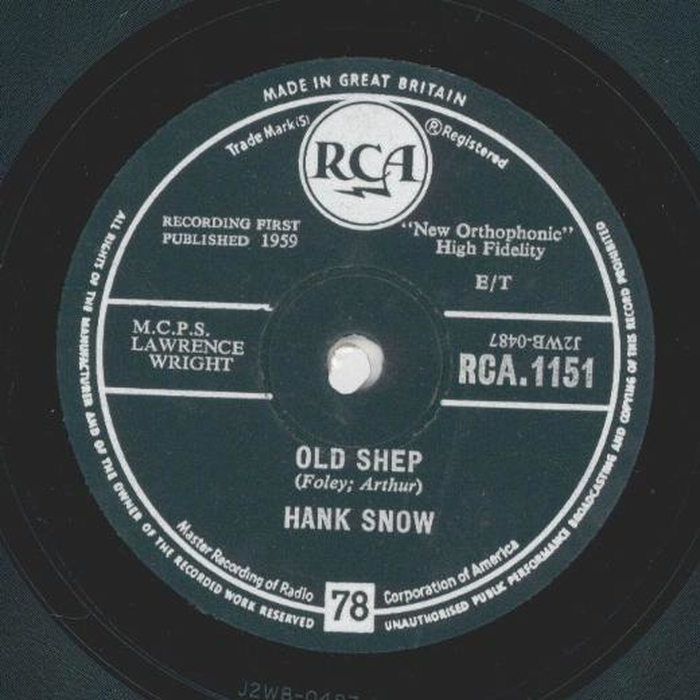 MADE IN GREAT BRITAIN
Trade Mark(S)
®Registered
RCA
RECORDING FIRST
PUBLISHED 1959
"New Orthophonic"
High Fidelity
E/T
M.C.P.S.
LAWRENCE
WRIGHT
J2WB-0487
RCA.1151
OLD SHEP
(Foley; Arthur)
HANK SNOW
Master Recording of Radio Corporation of America
78
ALL RIGHTS OF THE MANUFACTURER AND OF THE OWNER OF THE RECORDED WORK RESERVED
UNAUTHORISED PUBLIC PERFORMANCE BROADCASTING AND COPYING OF THIS RECORD PROHIBITED
J2WB-0487